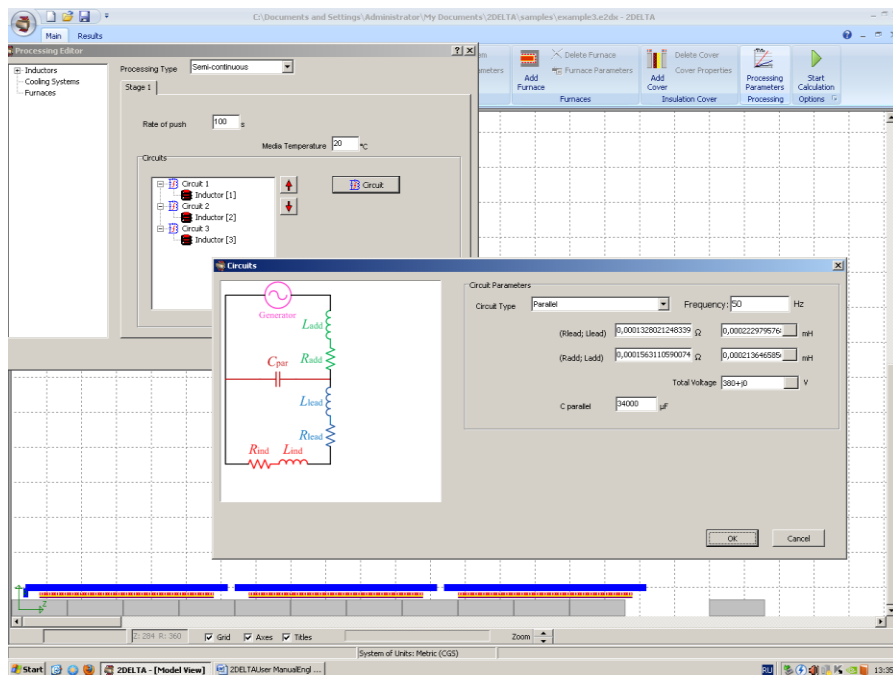 C:\Documents and Settings\Administrator\My Documents\2DELTA\samples\example3.e2dx - 2DELTA
Main Results
Processing Editor
Inductors
Cooling Systems
Furnaces
Processing Type Semi-continuous
Stage 1
Rate of push 100 s
Media Temperature 20 °C
Circuits
Circuit 1
Inductor [1]
Circuit 2
Inductor [2]
Circuit 3
Inductor [3]
Circuit
Add Furnace
Delete Furnace
Furnace Parameters
Furnaces
Add Cover
Delete Cover
Cover Properties
Insulation Cover
Processing Parameters
Processing
Start Calculation
Options
Circuits
Generator
Ladd
Radd
Cpar
Llead
Rlead
Rind Lind
Circuit Parameters
Circuit Type Parallel Frequency: 50 Hz
(Rlead; Llead) 0,0001328021248339 Ω mH
(Radd; Ladd) 0,0001563110590074 Ω mH
Total Voltage 380+j0 V
C parallel 34000 μF
OK Cancel
Z
Z: 284 R: 360 Grid Axes Titles Zoom
System of Units: Metric (CGS)
Start 2DELTA - [Model View] 2DELTAUser ManualEngl ... RU 13:35